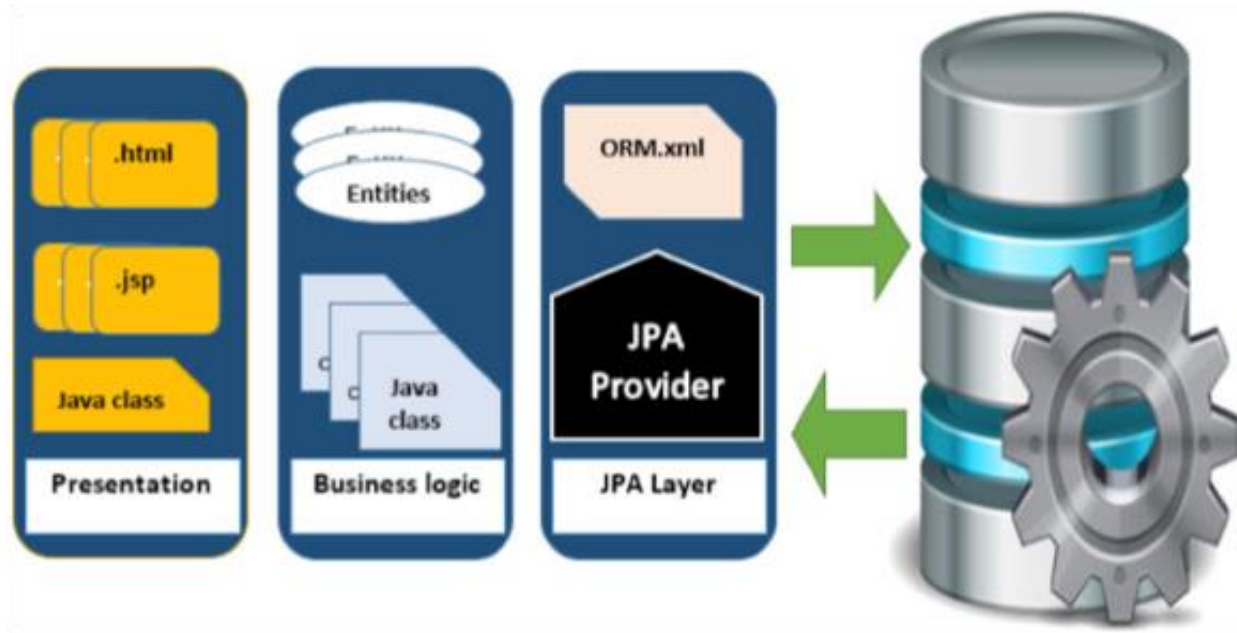 .html
.jsp
Java class
Presentation
Entities
Java
class
Business logic
ORM.xml
JPA
Provider
JPA Layer